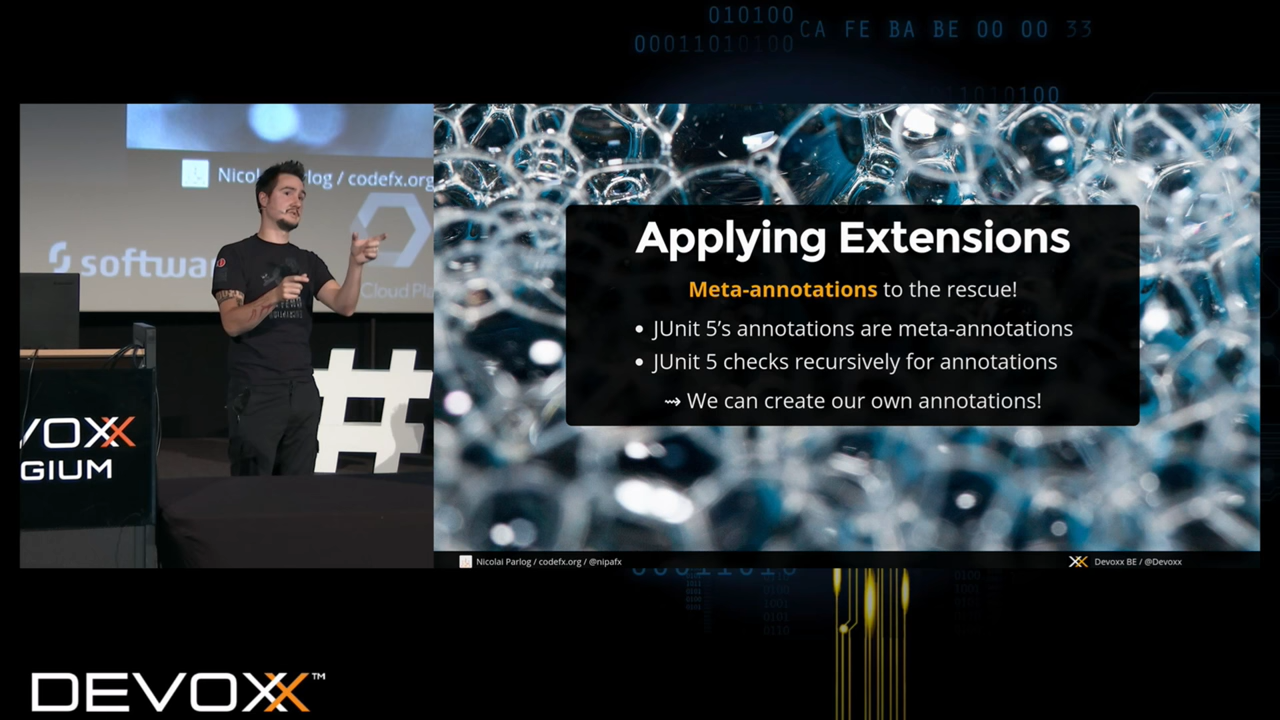 010100
00011010100
CA FE BA BE 00 00 33
11010100
Nicol log / codefx.org
softwa
Cloud Pla
VOXX
GIUM
#
Applying Extensions
Meta-annotations to the rescue!
• JUnit 5's annotations are meta-annotations
• JUnit 5 checks recursively for annotations
⇝ We can create our own annotations!
Nicolai Parlog / codefx.org / @nipafx
Devoxx BE / @Devoxx
DEVOXX™